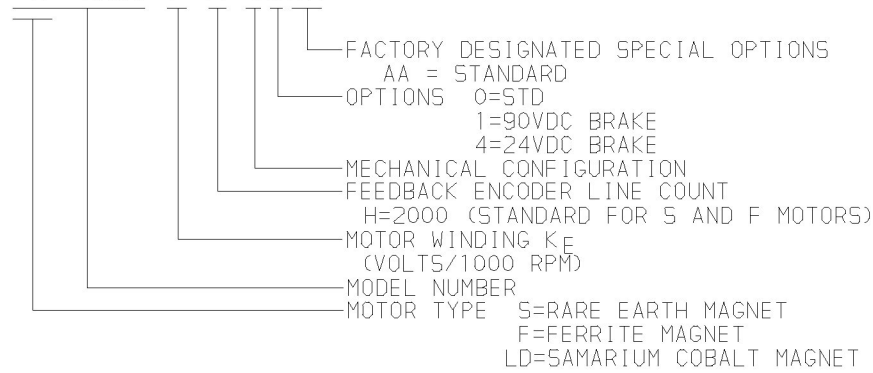 FACTORY DESIGNATED SPECIAL OPTIONS
AA = STANDARD
OPTIONS 0=STD
1=90VDC BRAKE
4=24VDC BRAKE
MECHANICAL CONFIGURATION
FEEDBACK ENCODER LINE COUNT
H=2000 (STANDARD FOR S AND F MOTORS)
MOTOR WINDING KE
(VOLTS/1000 RPM)
MODEL NUMBER
MOTOR TYPE S=RARE EARTH MAGNET
F=FERRITE MAGNET
LD=SAMARIUM COBALT MAGNET